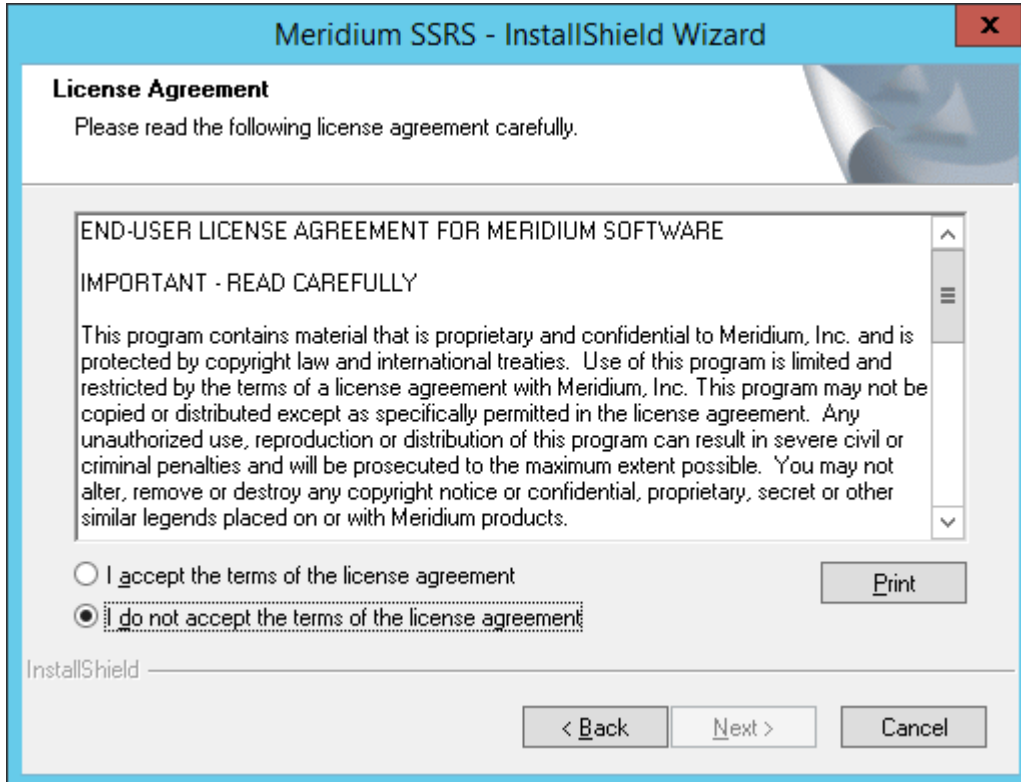 Meridium SSRS - InstallShield Wizard
x
License Agreement
Please read the following license agreement carefully.
END-USER LICENSE AGREEMENT FOR MERIDIUM SOFTWARE
IMPORTANT - READ CAREFULLY
This program contains material that is proprietary and confidential to Meridium, Inc. and is
protected by copyright law and international treaties.  Use of this program is limited and
restricted by the terms of a license agreement with Meridium, Inc. This program may not be
copied or distributed except as specifically permitted in the license agreement.  Any
unauthorized use, reproduction or distribution of this program can result in severe civil or
criminal penalties and will be prosecuted to the maximum extent possible.  You may not
alter, remove or destroy any copyright notice or confidential, proprietary, secret or other
similar legends placed on or with Meridium products.
I accept the terms of the license agreement
Print
I do not accept the terms of the license agreement
InstallShield
< Back
Next >
Cancel